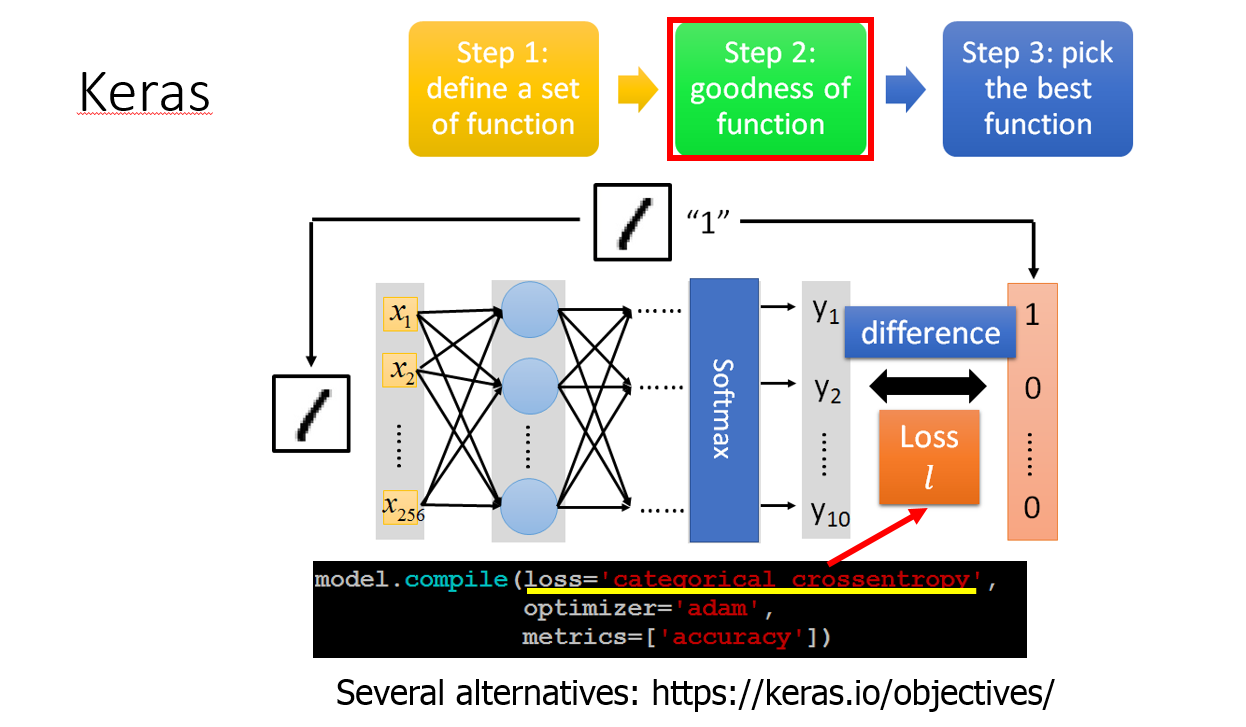 Keras
Step 1:
define a set
of function
Step 2:
goodness of
function
Step 3: pick
the best
function
“1”
x1
x2
......
x256
......
......
......
......
Softmax
y1
y2
......
y10
difference
Loss
l
1
0
......
0
model.compile(loss='categorical_crossentropy',
optimizer='adam',
metrics=['accuracy'])
Several alternatives: https://keras.io/objectives/